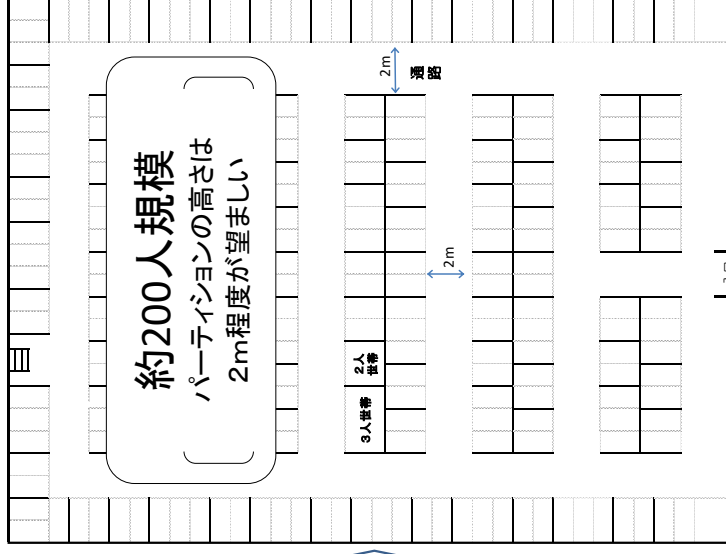 約200人規模
パーティションの高さは
2m程度が望ましい
2m
通路
2m
2人
世帯
3人世帯